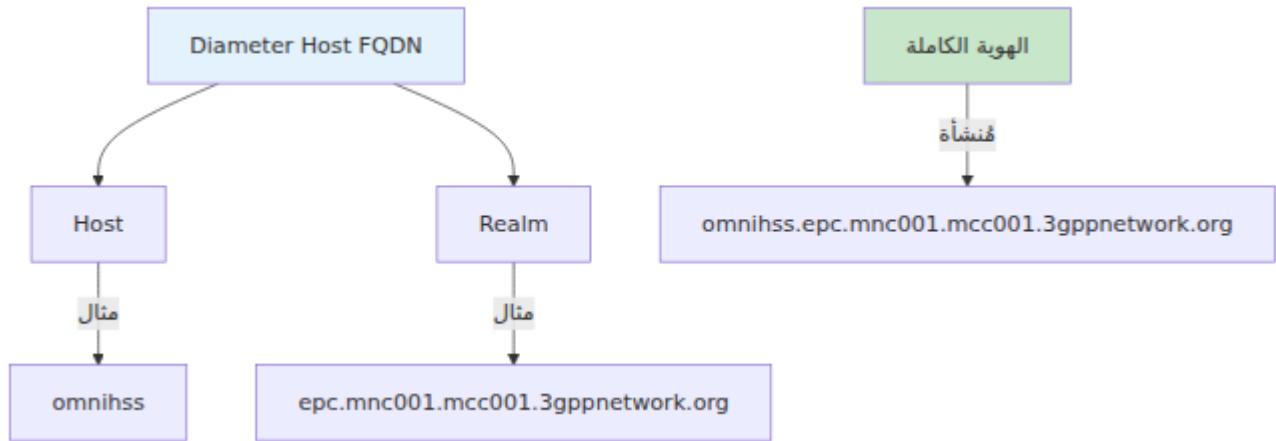 Diameter Host FQDN
الهوية الكاملة
مُنشأة
Host
Realm
omnihss.epc.mnc001.mcc001.3gppnetwork.org
مثال
مثال
omnihss
epc.mnc001.mcc001.3gppnetwork.org